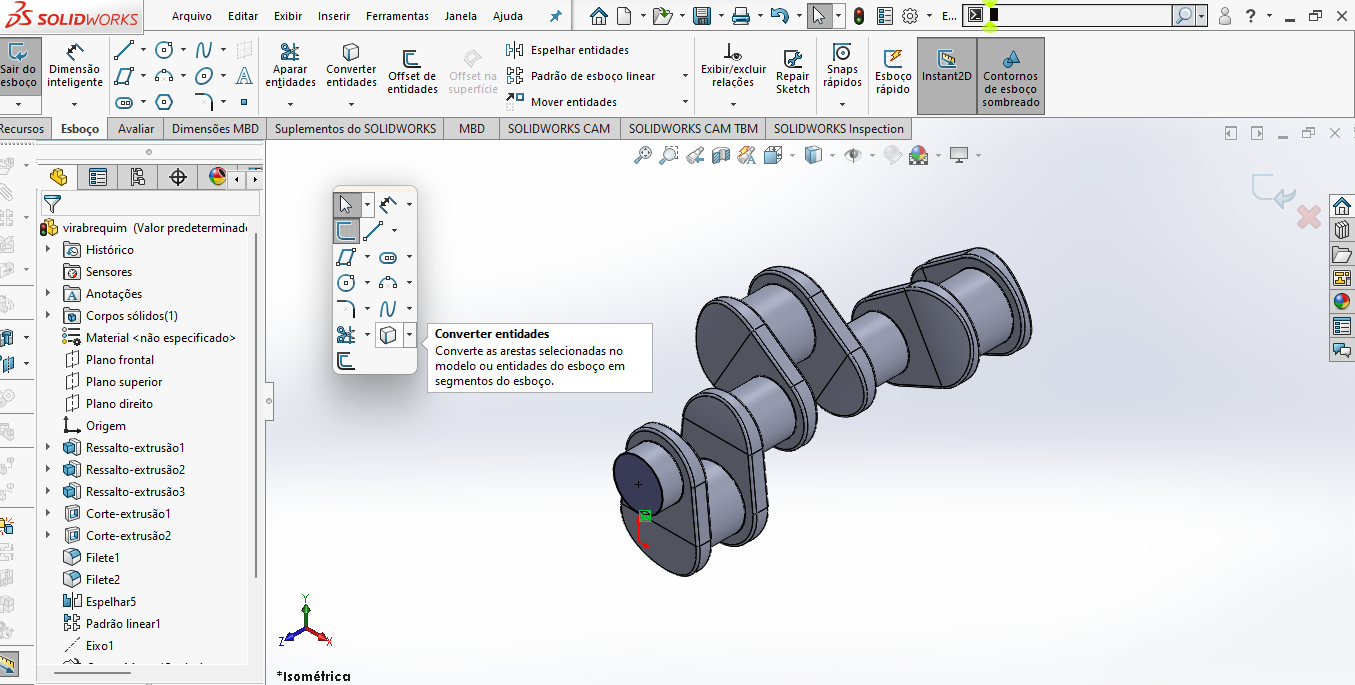 SOLIDWORKS
Arquivo Editar Exibir Inserir Ferramentas Janela Ajuda
E...
Sair do esboço
Dimensão inteligente
Aparar entidades
Converter entidades
Offset de entidades
Offset na superfície
Espelhar entidades
Padrão de esboço linear
Mover entidades
Exibir/excluir relações
Repair Sketch
Snaps rápidos
Esboço rápido
Instant2D
Contornos de esboço sombreado
Recursos Esboço Avaliar Dimensões MBD Suplementos do SOLIDWORKS MBD SOLIDWORKS CAM SOLIDWORKS CAM TBM SOLIDWORKS Inspection
virabrequim (Valor predeterminado
Histórico
Sensores
Anotações
Corpos sólidos(1)
Material <não especificado>
Plano frontal
Plano superior
Plano direito
Origem
Ressalto-extrusão1
Ressalto-extrusão2
Ressalto-extrusão3
Corte-extrusão1
Corte-extrusão2
Filete1
Filete2
Espelhar5
Padrão linear1
Eixo1
Converter entidades
Converte as arestas selecionadas no
modelo ou entidades do esboço em
segmentos do esboço.
Y
Z
X
*Isométrica